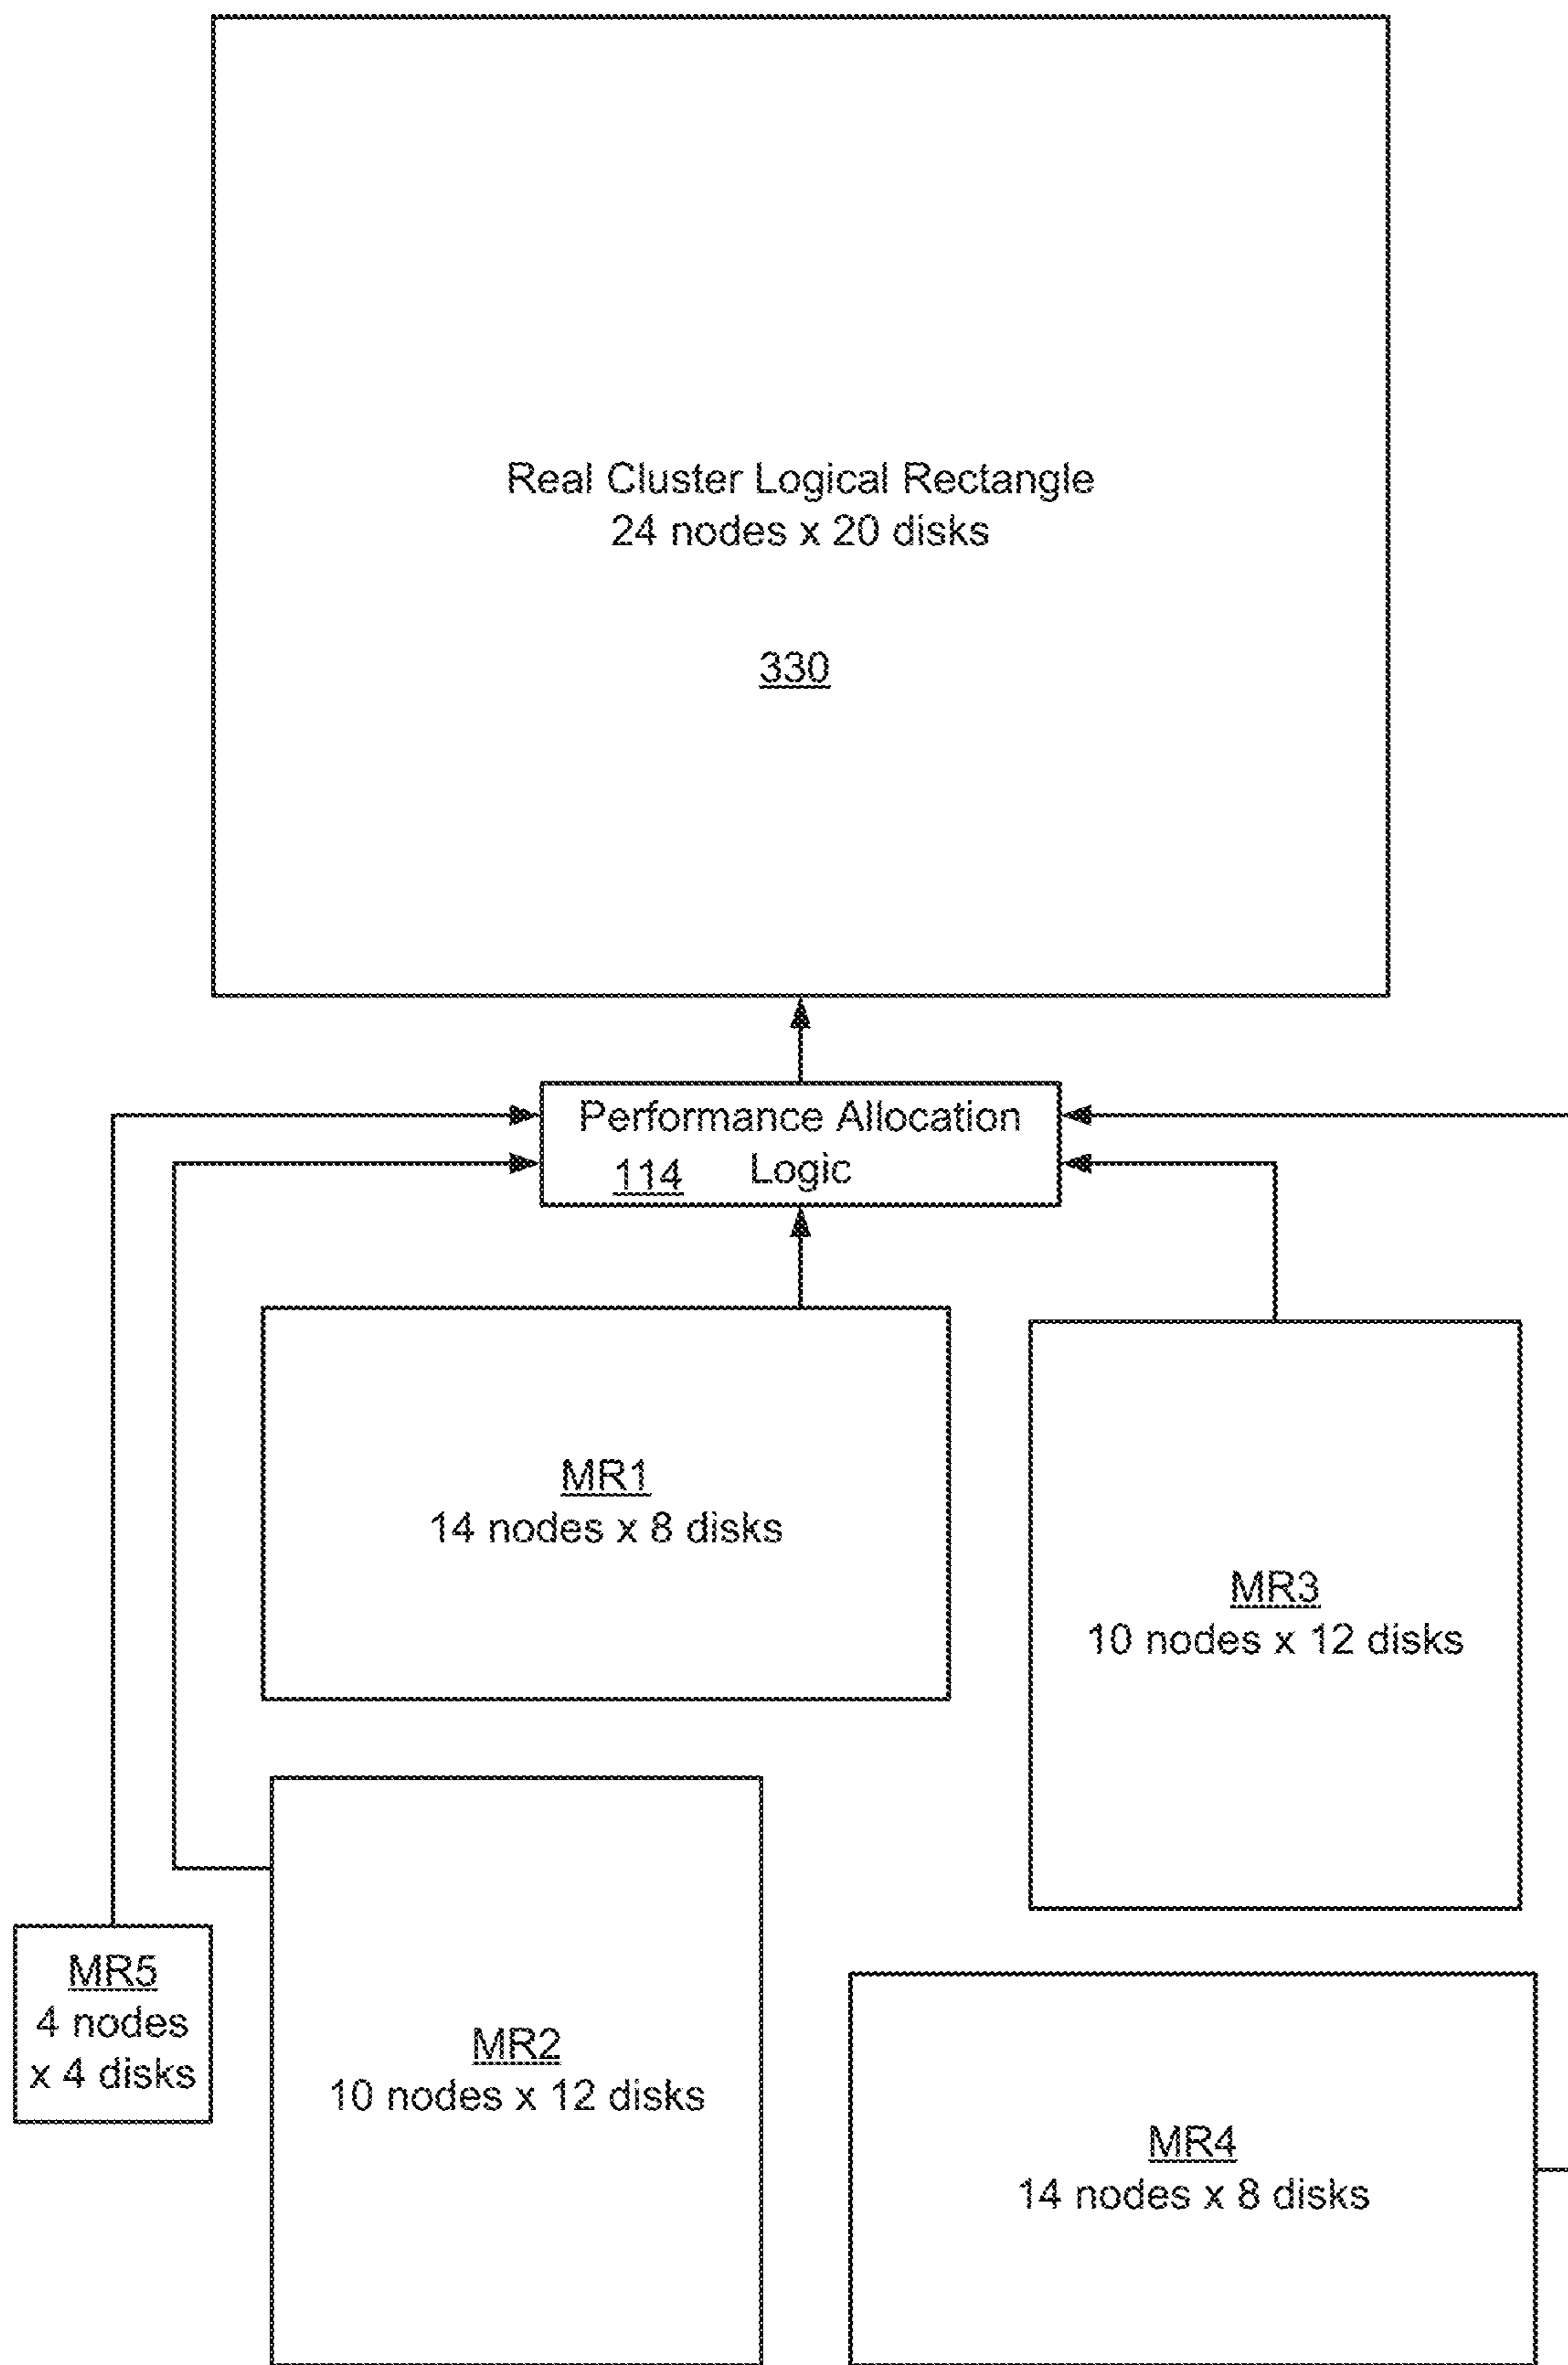 Real Cluster Logical Rectangle
24 nodes x 20 disks
330
Performance Allocation
114 Logic
MR1
14 nodes x 8 disks
MR3
10 nodes x 12 disks
MR5
4 nodes
x 4 disks
MR2
10 nodes x 12 disks
MR4
14 nodes x 8 disks